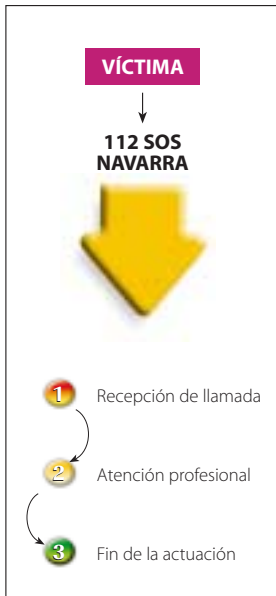 VÍCTIMA
112 SOS
NAVARRA
1 Recepción de llamada
2 Atención profesional
3 Fin de la actuación